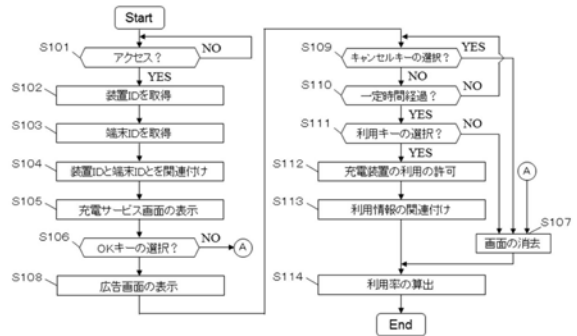 Start
S101
アクセス?
NO
YES
S102
装置IDを取得
S103
端末IDを取得
S104
装置IDと端末IDとを関連付け
S105
充電サービス画面の表示
S106
OKキーの選択?
NO
A
YES
S108
広告画面の表示
S109
キャンセルキーの選択?
YES
NO
S110
一定時間経過?
NO
YES
S111
利用キーの選択?
NO
YES
S112
充電装置の利用の許可
A
S113
利用情報の関連付け
S107
画面の消去
S114
利用率の算出
End